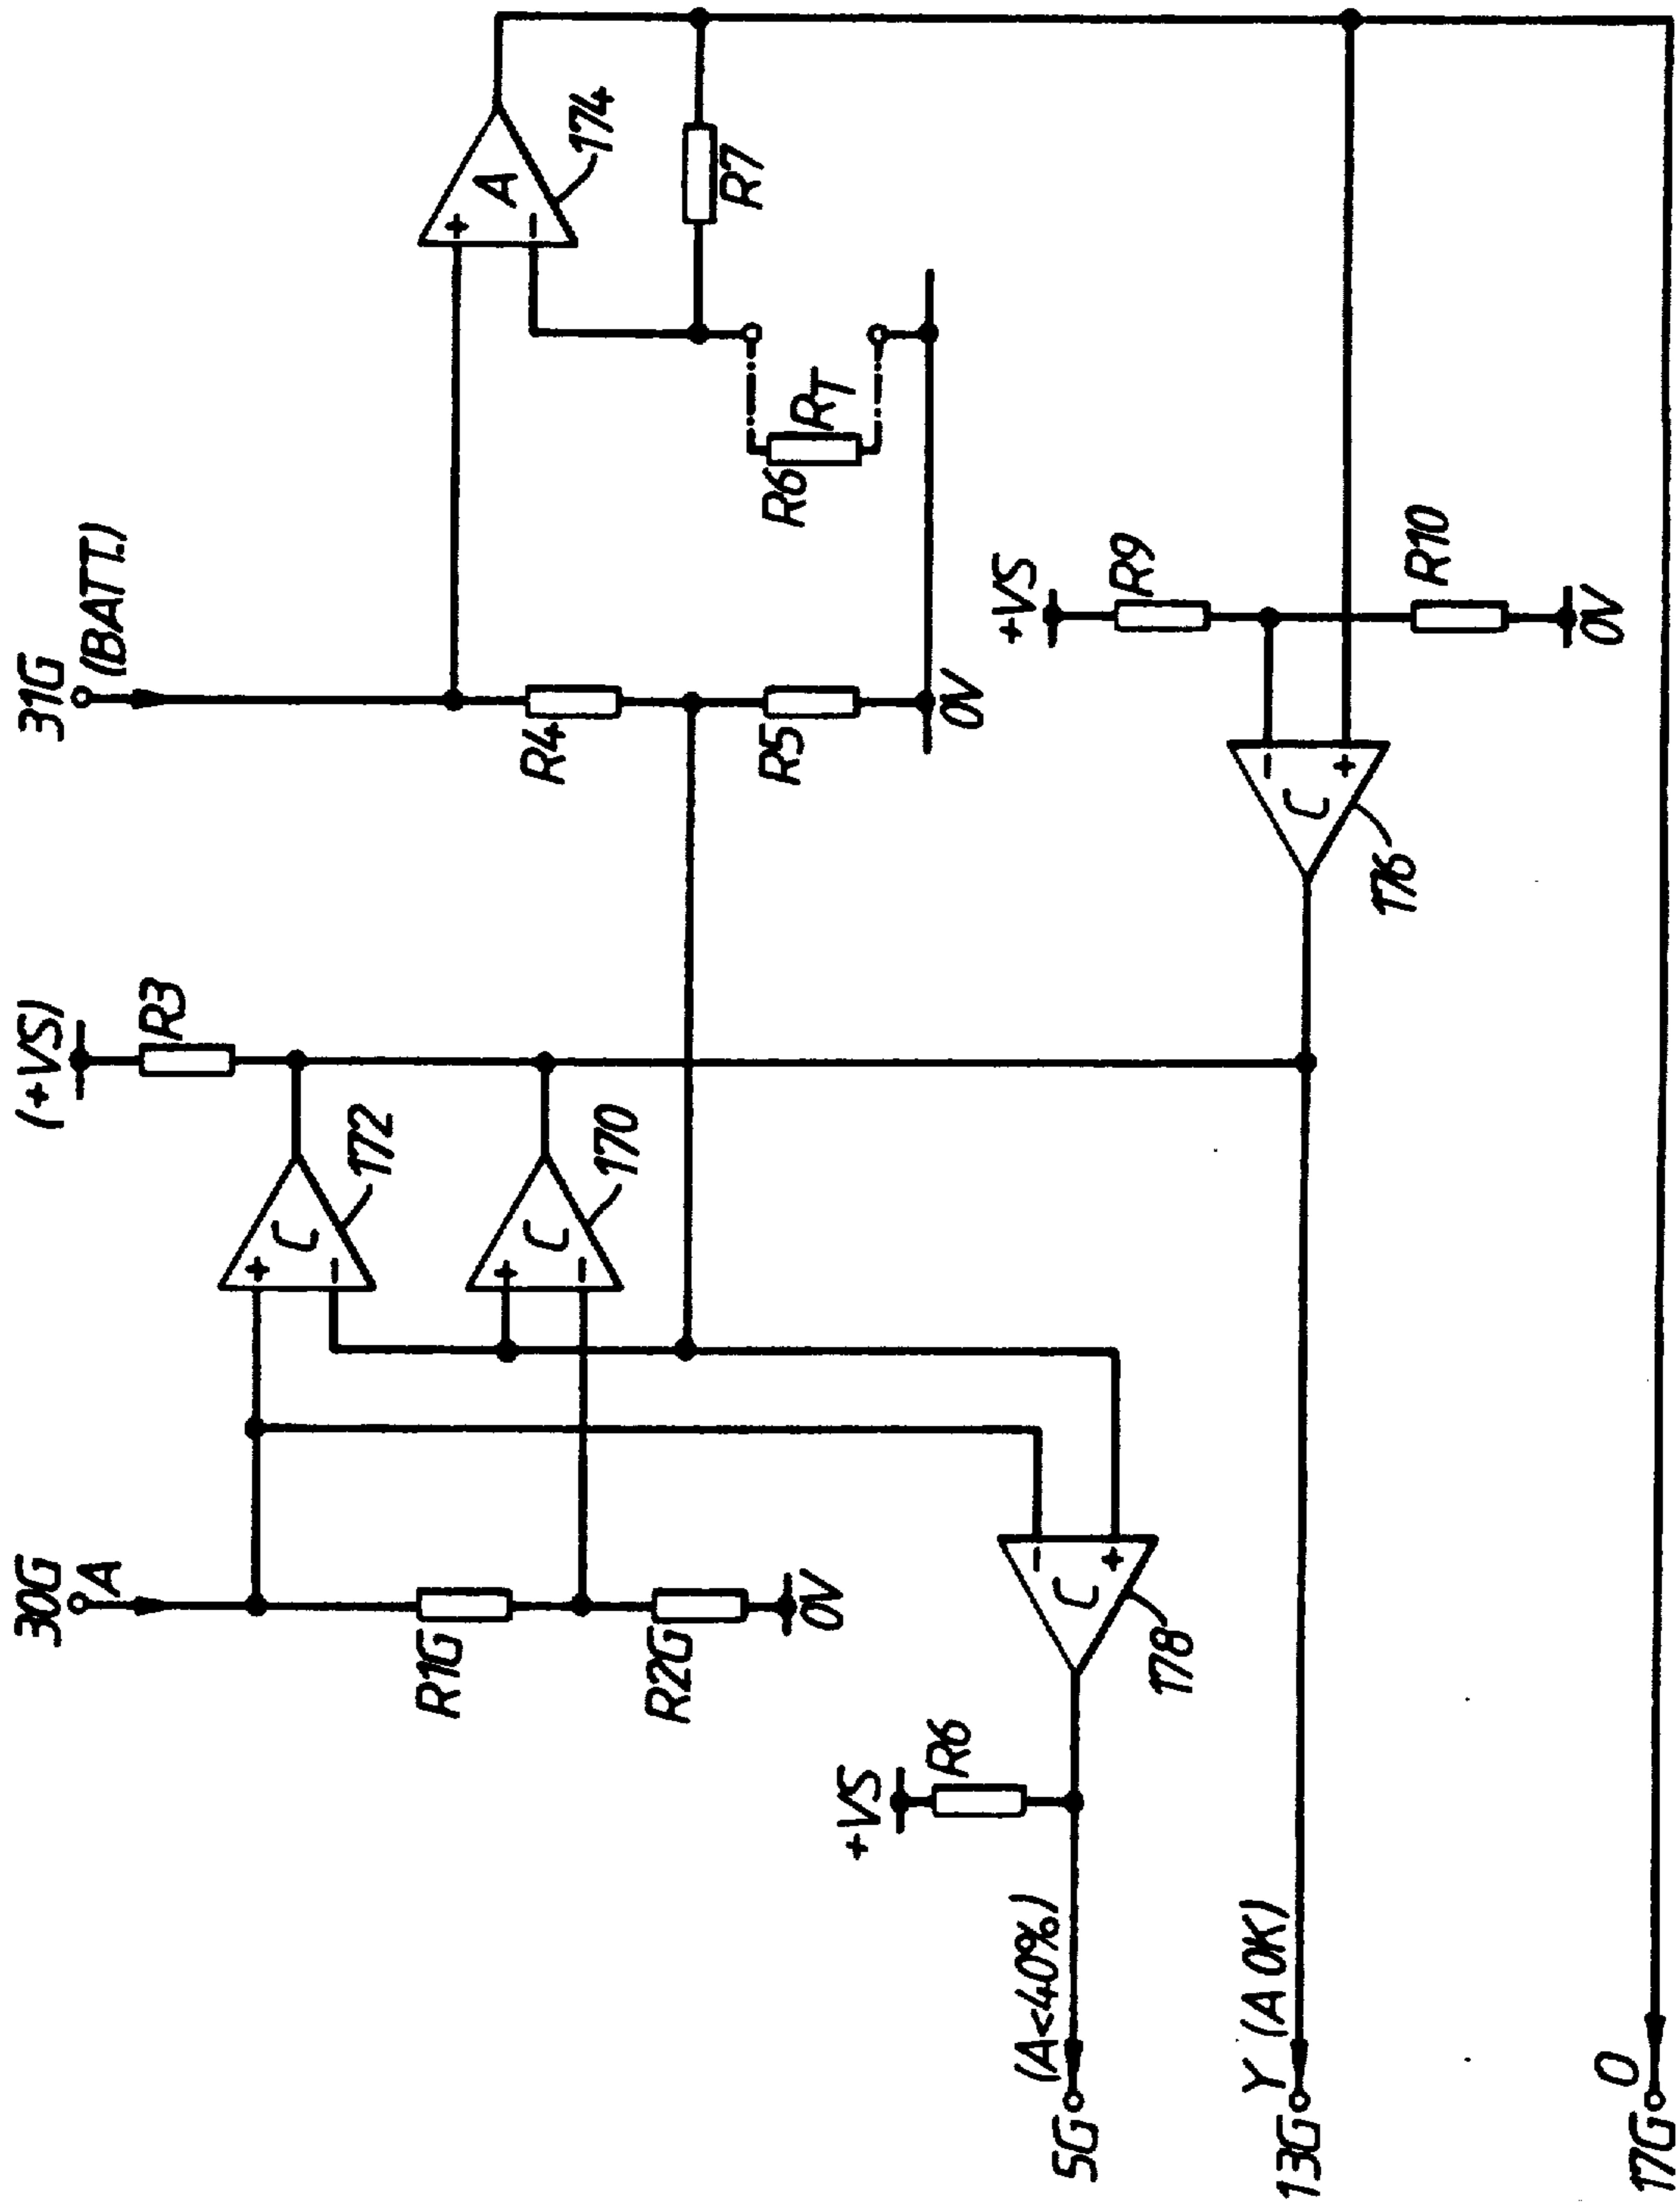 30G
A
(+VS)
31G
(BATT.)
R3
+
A
-
174
R7
+
C
-
172
+
C
-
170
R1G
R2G
0V
R4
R5
0V
R6
RT
+VS
R9
R10
0V
-
C
+
176
-
C
+
178
+VS
R6
(A<40%)
5G
Y (A OK)
13G
O
17G